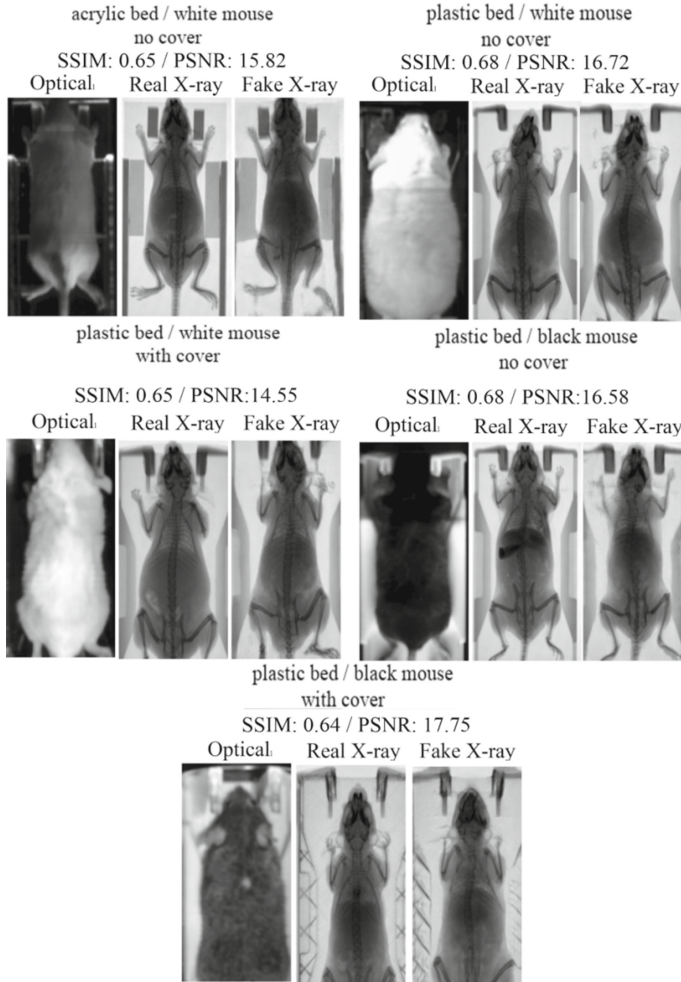 acrylic bed / white mouse
no cover
SSIM: 0.65 / PSNR: 15.82
Optical Real X-ray Fake X-ray
plastic bed / white mouse
no cover
SSIM: 0.68 / PSNR: 16.72
Optical Real X-ray Fake X-ray
plastic bed / white mouse
with cover
SSIM: 0.65 / PSNR:14.55
Optical Real X-ray Fake X-ray
plastic bed / black mouse
no cover
SSIM: 0.68 / PSNR:16.58
Optical Real X-ray Fake X-ray
plastic bed / black mouse
with cover
SSIM: 0.64 / PSNR: 17.75
Optical Real X-ray Fake X-ray